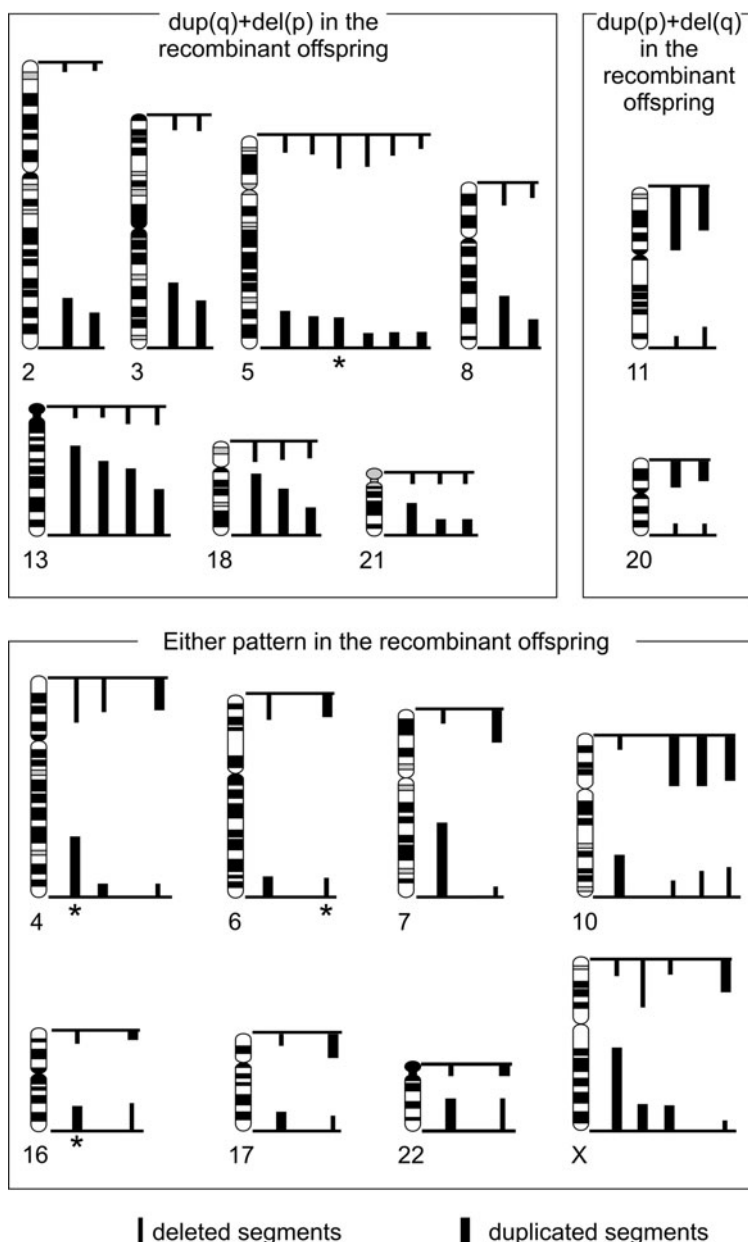 dup(q)+del(p) in the
recombinant offspring
dup(p)+del(q)
in the
recombinant
offspring
2
3
5
*
8
11
13
18
21
20
Either pattern in the recombinant offspring
4
*
6
*
7
10
16
*
17
22
X
deleted segments
duplicated segments